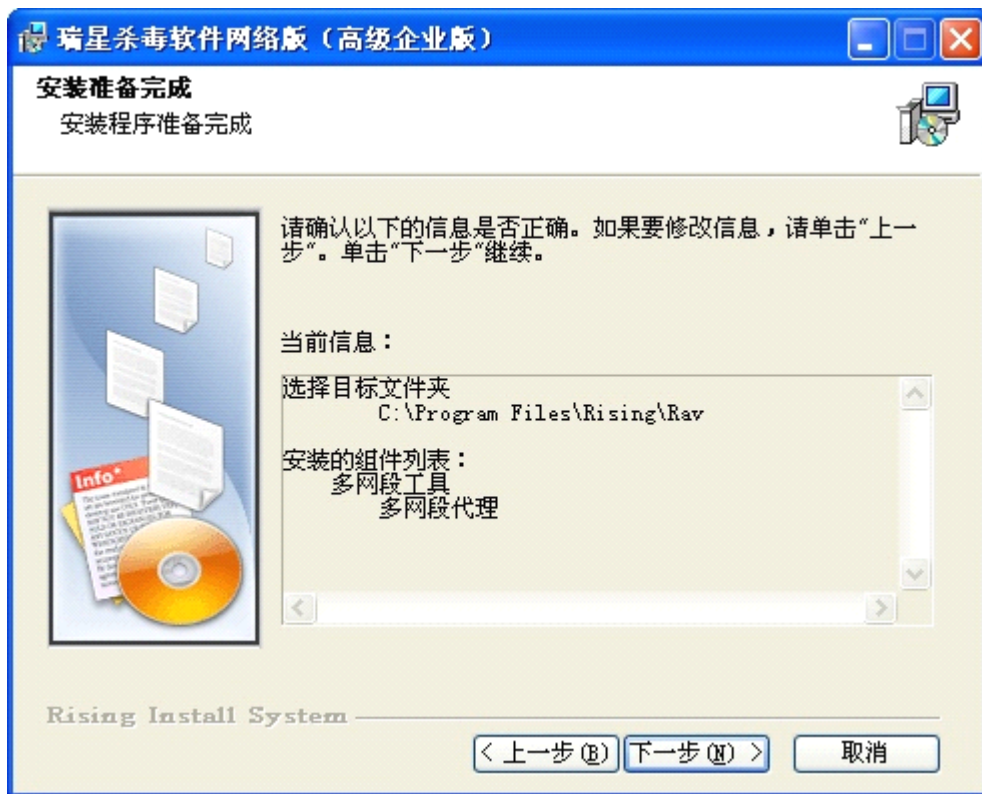 瑞星杀毒软件网络版（高级企业版）
安装准备完成
安装程序准备完成
请确认以下的信息是否正确。如果要修改信息，请单击“上一
步”。单击“下一步”继续。
当前信息：
选择目标文件夹
C:\Program Files\Rising\Rav
安装的组件列表：
多网段工具
多网段代理
Info
Rising Install System
< 上一步(B) 下一步(N) > 取消